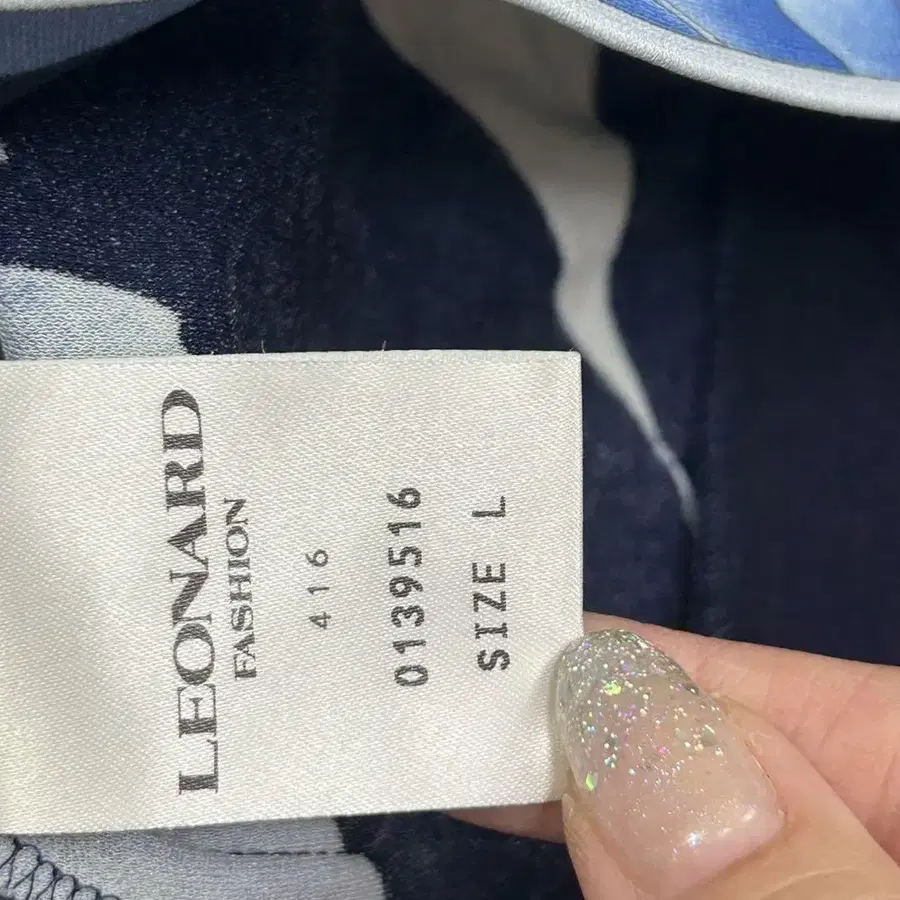 LEONARD
FASHION
416
0139516
SIZE L